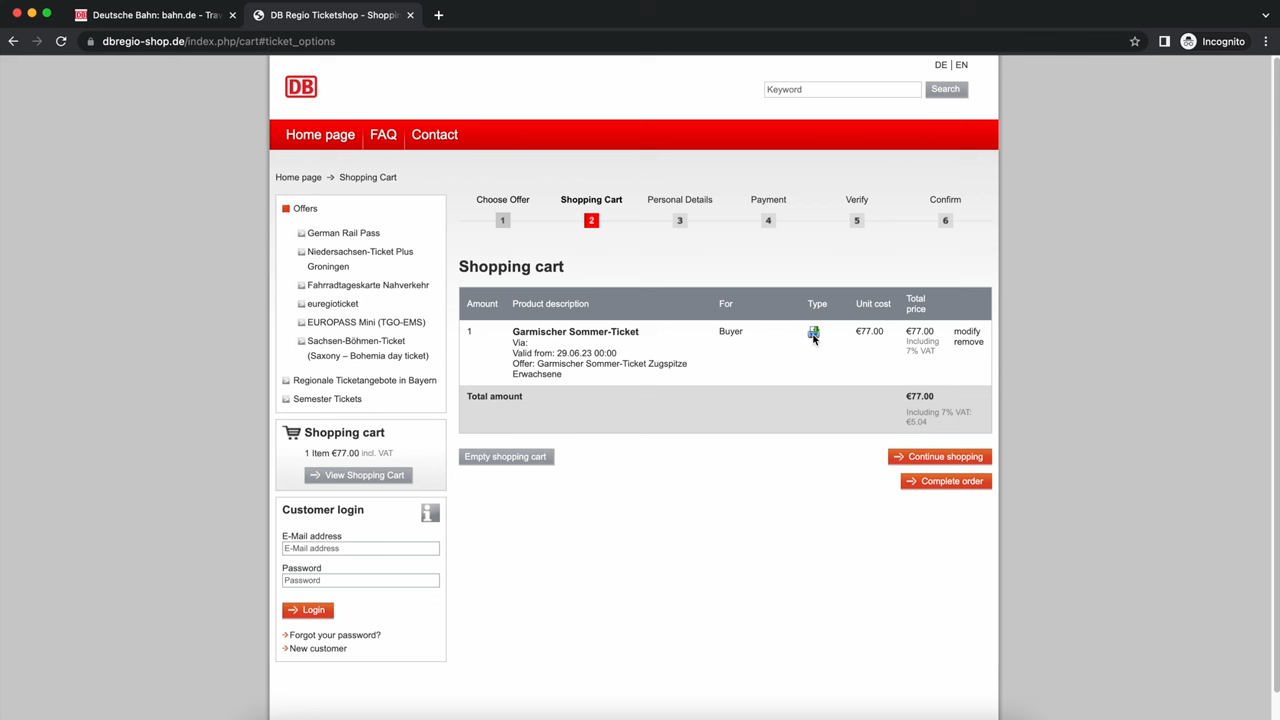 Deutsche Bahn: bahn.de - Trav
DB Regio Ticketshop - Shoppin
dbregio-shop.de/index.php/cart#ticket_options
Incognito
DE | EN
DB
Keyword
Search
Home page
FAQ
Contact
Home page → Shopping Cart
Offers
German Rail Pass
Niedersachsen-Ticket Plus
Groningen
Fahrradtageskarte Nahverkehr
euregioticket
EUROPASS Mini (TGO-EMS)
Sachsen-Böhmen-Ticket
(Saxony – Bohemia day ticket)
Regionale Ticketangebote in Bayern
Semester Tickets
Shopping cart
1 Item €77.00 incl. VAT
View Shopping Cart
Customer login
i
E-Mail address
E-Mail address
Password
Password
Login
Forgot your password?
New customer
Choose Offer
Shopping Cart
Personal Details
Payment
Verify
Confirm
1
2
3
4
5
6
Shopping cart
Amount
Product description
For
Type
Unit cost
Total
price
1
Garmischer Sommer-Ticket
Via:
Valid from: 29.06.23 00:00
Offer: Garmischer Sommer-Ticket Zugspitze
Erwachsene
Buyer
€77.00
€77.00
Including
7% VAT
modify
remove
Total amount
€77.00
Including 7% VAT:
€5.04
Empty shopping cart
Continue shopping
Complete order